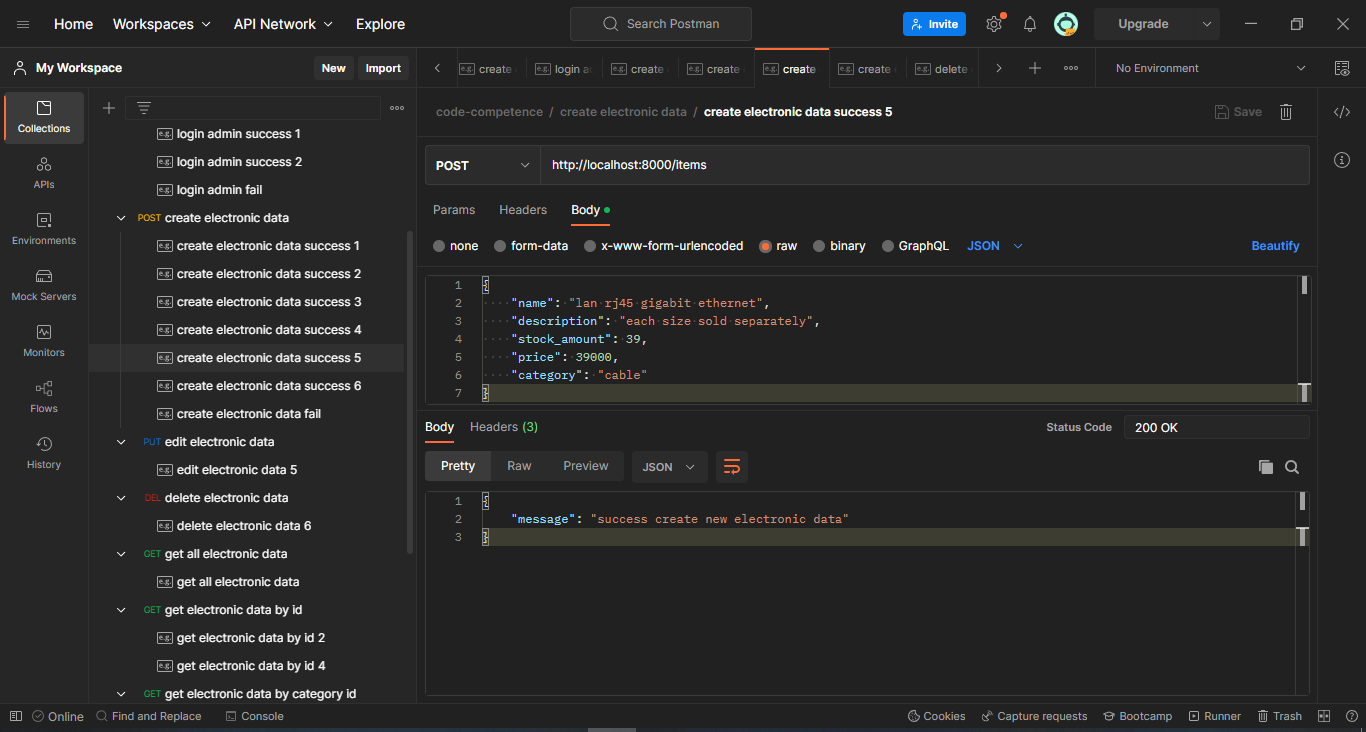 Home Workspaces API Network Explore Search Postman Invite Upgrade
My Workspace New Import
e.g. create e.g. login a e.g. create e.g. create e.g. create e.g. create e.g. delete No Environment
Collections
APIs
Environments
Mock Servers
Monitors
Flows
History
e.g. login admin success 1
e.g. login admin success 2
e.g. login admin fail
POST create electronic data
e.g. create electronic data success 1
e.g. create electronic data success 2
e.g. create electronic data success 3
e.g. create electronic data success 4
e.g. create electronic data success 5
e.g. create electronic data success 6
e.g. create electronic data fail
PUT edit electronic data
e.g. edit electronic data 5
DEL delete electronic data
e.g. delete electronic data 6
GET get all electronic data
e.g. get all electronic data
GET get electronic data by id
e.g. get electronic data by id 2
e.g. get electronic data by id 4
GET get electronic data by category id
code-competence / create electronic data / create electronic data success 5 Save
POST http://localhost:8000/items
Params Headers Body
none form-data x-www-form-urlencoded raw binary GraphQL JSON Beautify
1 {
2 "name": "lan rj45 gigabit ethernet",
3 "description": "each size sold separately",
4 "stock_amount": 39,
5 "price": 39000,
6 "category": "cable"
7 }
Body Headers (3) Status Code 200 OK
Pretty Raw Preview JSON
1 {
2 "message": "success create new electronic data"
3 }
Online Find and Replace Console Cookies Capture requests Bootcamp Runner Trash